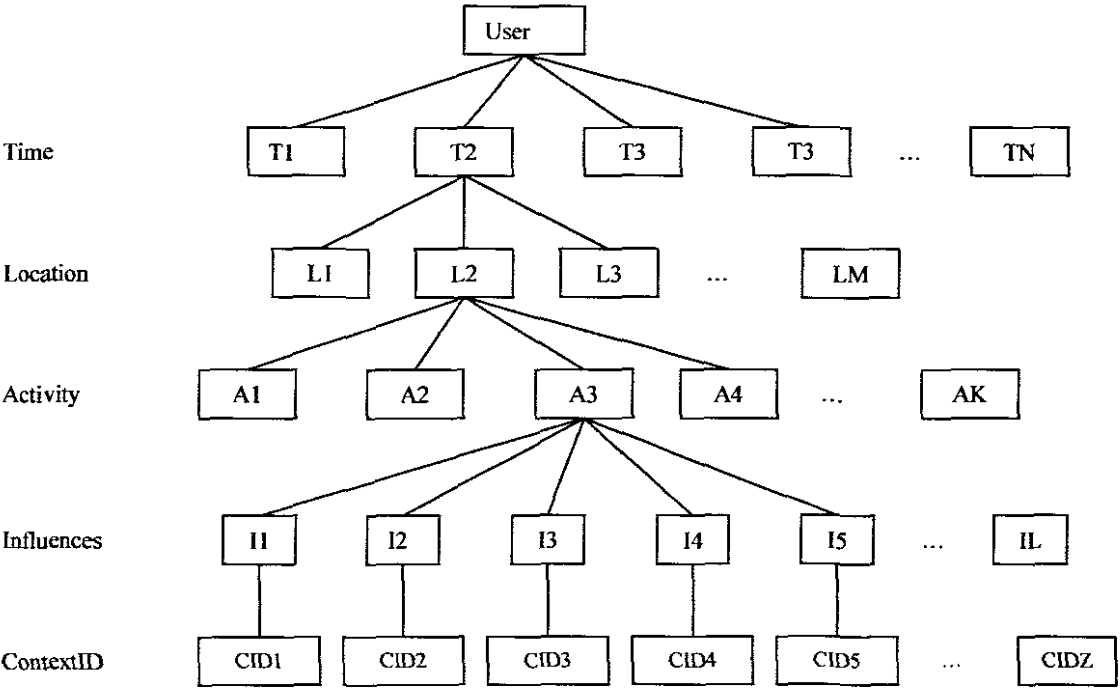 User
Time T1 T2 T3 T3 ... TN
Location L1 L2 L3 ... LM
Activity A1 A2 A3 A4 ... AK
Influences I1 I2 I3 I4 I5 ... IL
ContextID CID1 CID2 CID3 CID4 CID5 ... CIDZ